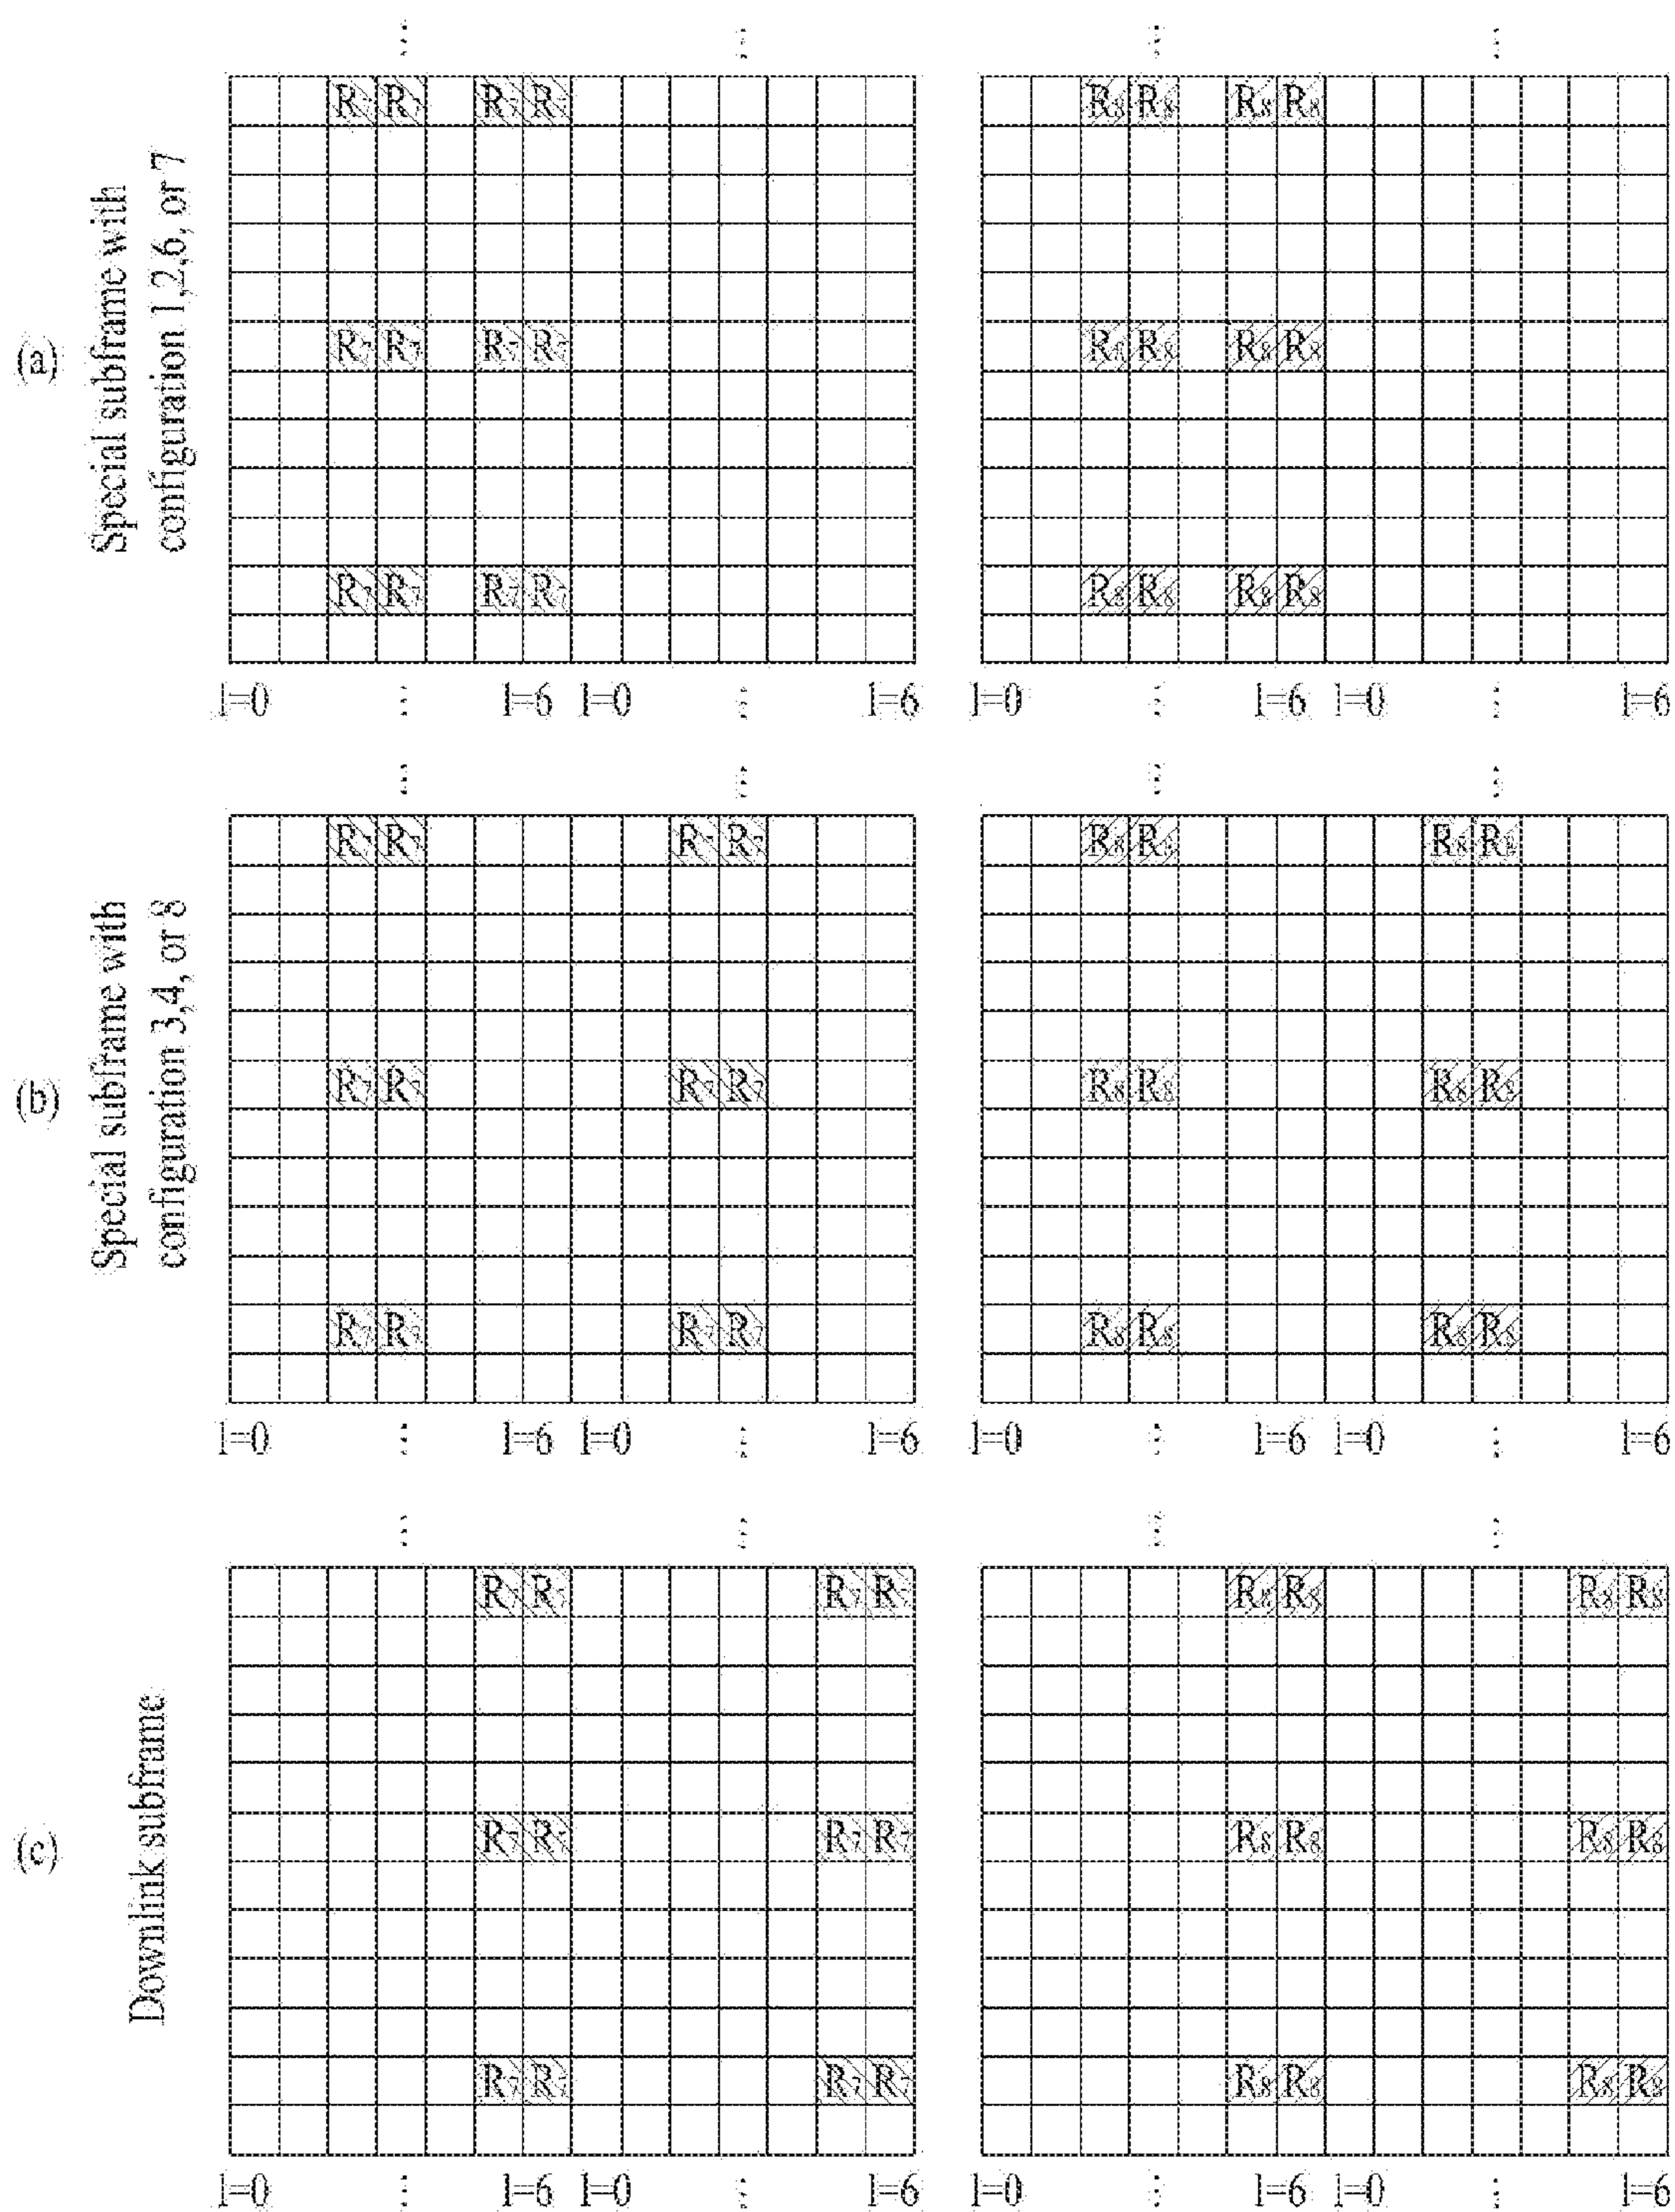 (a)
Special subframe with
configuration 1,2,6, or 7
R7 R7 R7 R7
R7 R7 R7 R7
R7 R7 R7 R7
l=0 ... l=6 l=0 ... l=6
R8 R8 R8 R8
R8 R8 R8 R8
R8 R8 R8 R8
l=0 ... l=6 l=0 ... l=6
(b)
Special subframe with
configuration 3,4, or 8
R7 R7 R7 R7
R7 R7 R7 R7
R7 R7 R7 R7
l=0 ... l=6 l=0 ... l=6
R8 R8 R8 R8
R8 R8 R8 R8
R8 R8 R8 R8
l=0 ... l=6 l=0 ... l=6
(c)
Downlink subframe
R7 R7 R7 R7
R7 R7 R7 R7
R7 R7 R7 R7
l=0 ... l=6 l=0 ... l=6
R8 R8 R8 R8
R8 R8 R8 R8
R8 R8 R8 R8
l=0 ... l=6 l=0 ... l=6